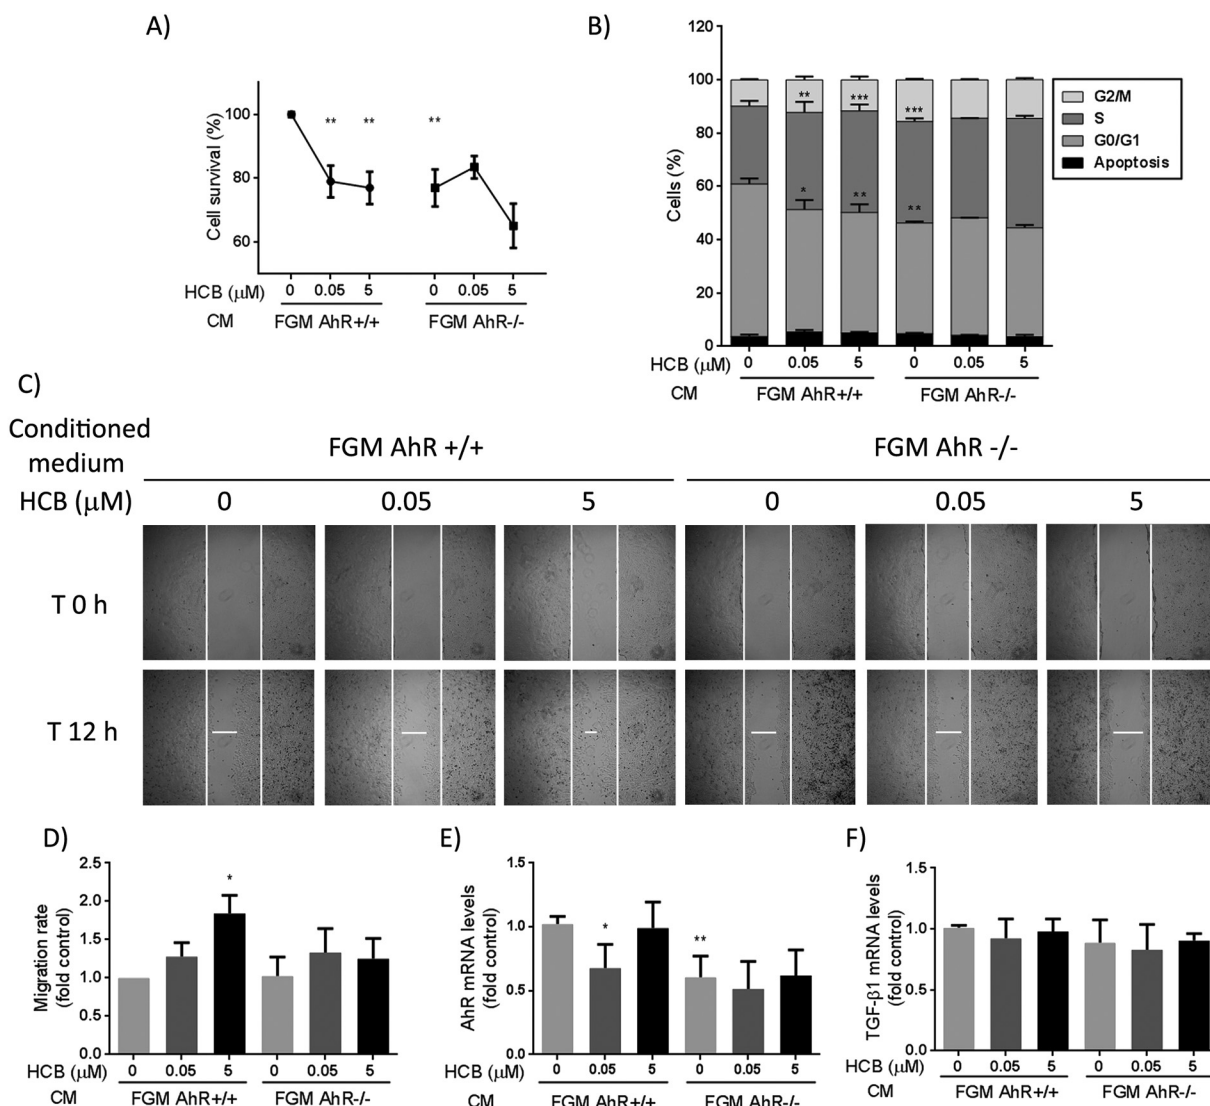 A)
Cell survival (%)
100
80
60
**
**
**
HCB (μM)
0
0.05
5
0
0.05
5
CM
FGM AhR+/+
FGM AhR-/-
B)
Cells (%)
120
100
80
60
40
20
0
**
***
***
*
**
**
G2/M
S
G0/G1
Apoptosis
HCB (μM)
0
0.05
5
0
0.05
5
CM
FGM AhR+/+
FGM AhR-/-
C)
Conditioned
medium
FGM AhR +/+
FGM AhR -/-
HCB (μM)
0
0.05
5
0
0.05
5
T 0 h
T 12 h
D)
Migration rate
(fold control)
2.5
2.0
1.5
1.0
0.5
0.0
*
HCB (μM)
0
0.05
5
0
0.05
5
CM
FGM AhR+/+
FGM AhR-/-
E)
AhR mRNA levels
(fold control)
1.5
1.0
0.5
0.0
*
**
HCB (μM)
0
0.05
5
0
0.05
5
CM
FGM AhR+/+
FGM AhR-/-
F)
TGF-β1 mRNA levels
(fold control)
1.5
1.0
0.5
0.0
HCB (μM)
0
0.05
5
0
0.05
5
CM
FGM AhR+/+
FGM AhR-/-